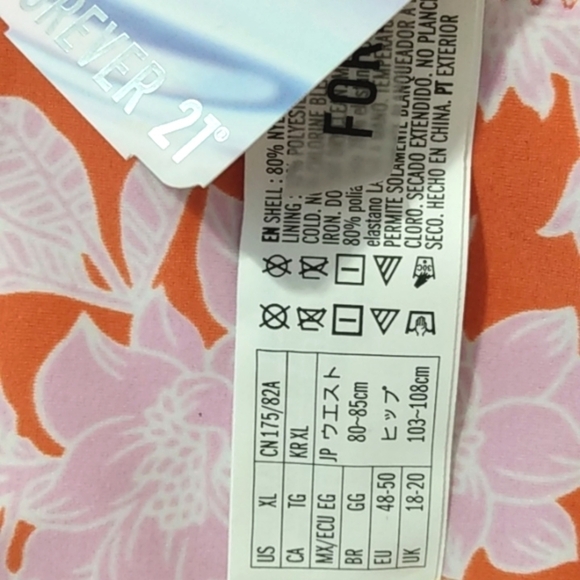 FOREVER 21®
FOR
EN SHELL : 80% NY
LINING :
COLD. N
IRON. DO
80% polia
elastano LA
PERMITE SOLAMENTE BLANQUEADOR A
CLORO. SECADO EXTENDIDO. NO PLANC
SECO. HECHO EN CHINA. PT EXTERIOR
US XL CN 175/82A
CA TG KR XL
MX/ECU EG JP ウエスト
BR GG 80~85cm
EU 48-50 ヒップ
UK 18-20 103~108cm